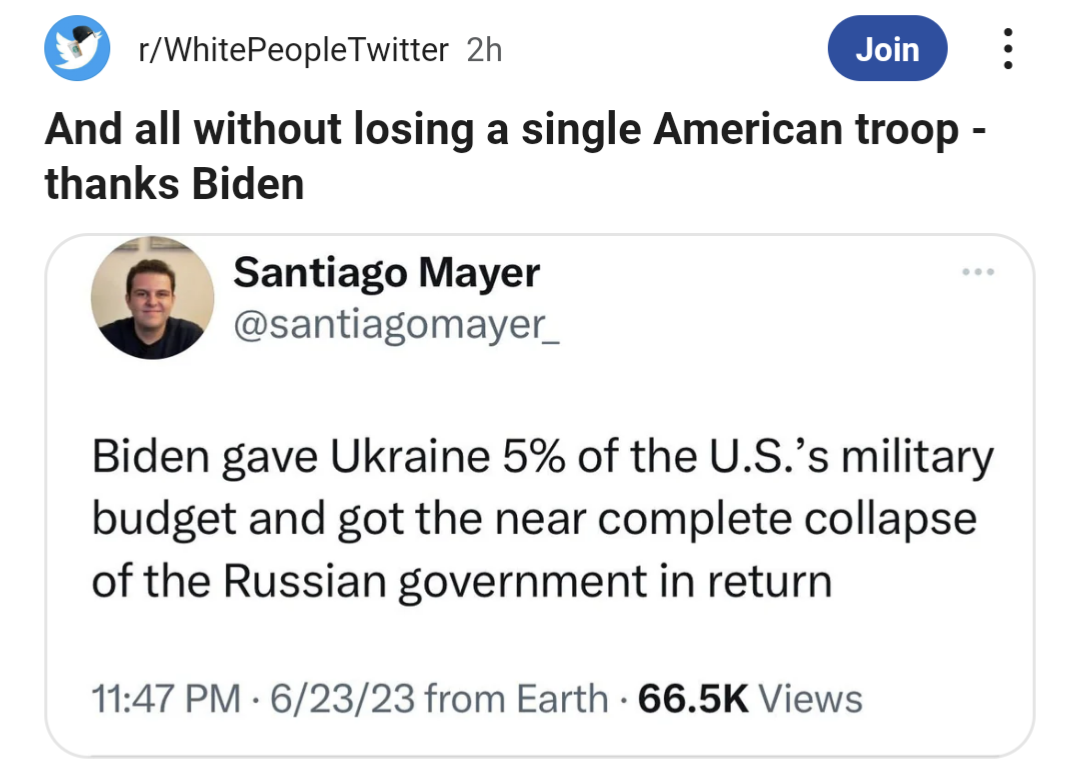 r/WhitePeopleTwitter 2h
Join
And all without losing a single American troop -
thanks Biden
Santiago Mayer
@santiagomayer_
Biden gave Ukraine 5% of the U.S.’s military
budget and got the near complete collapse
of the Russian government in return
11:47 PM · 6/23/23 from Earth · 66.5K Views